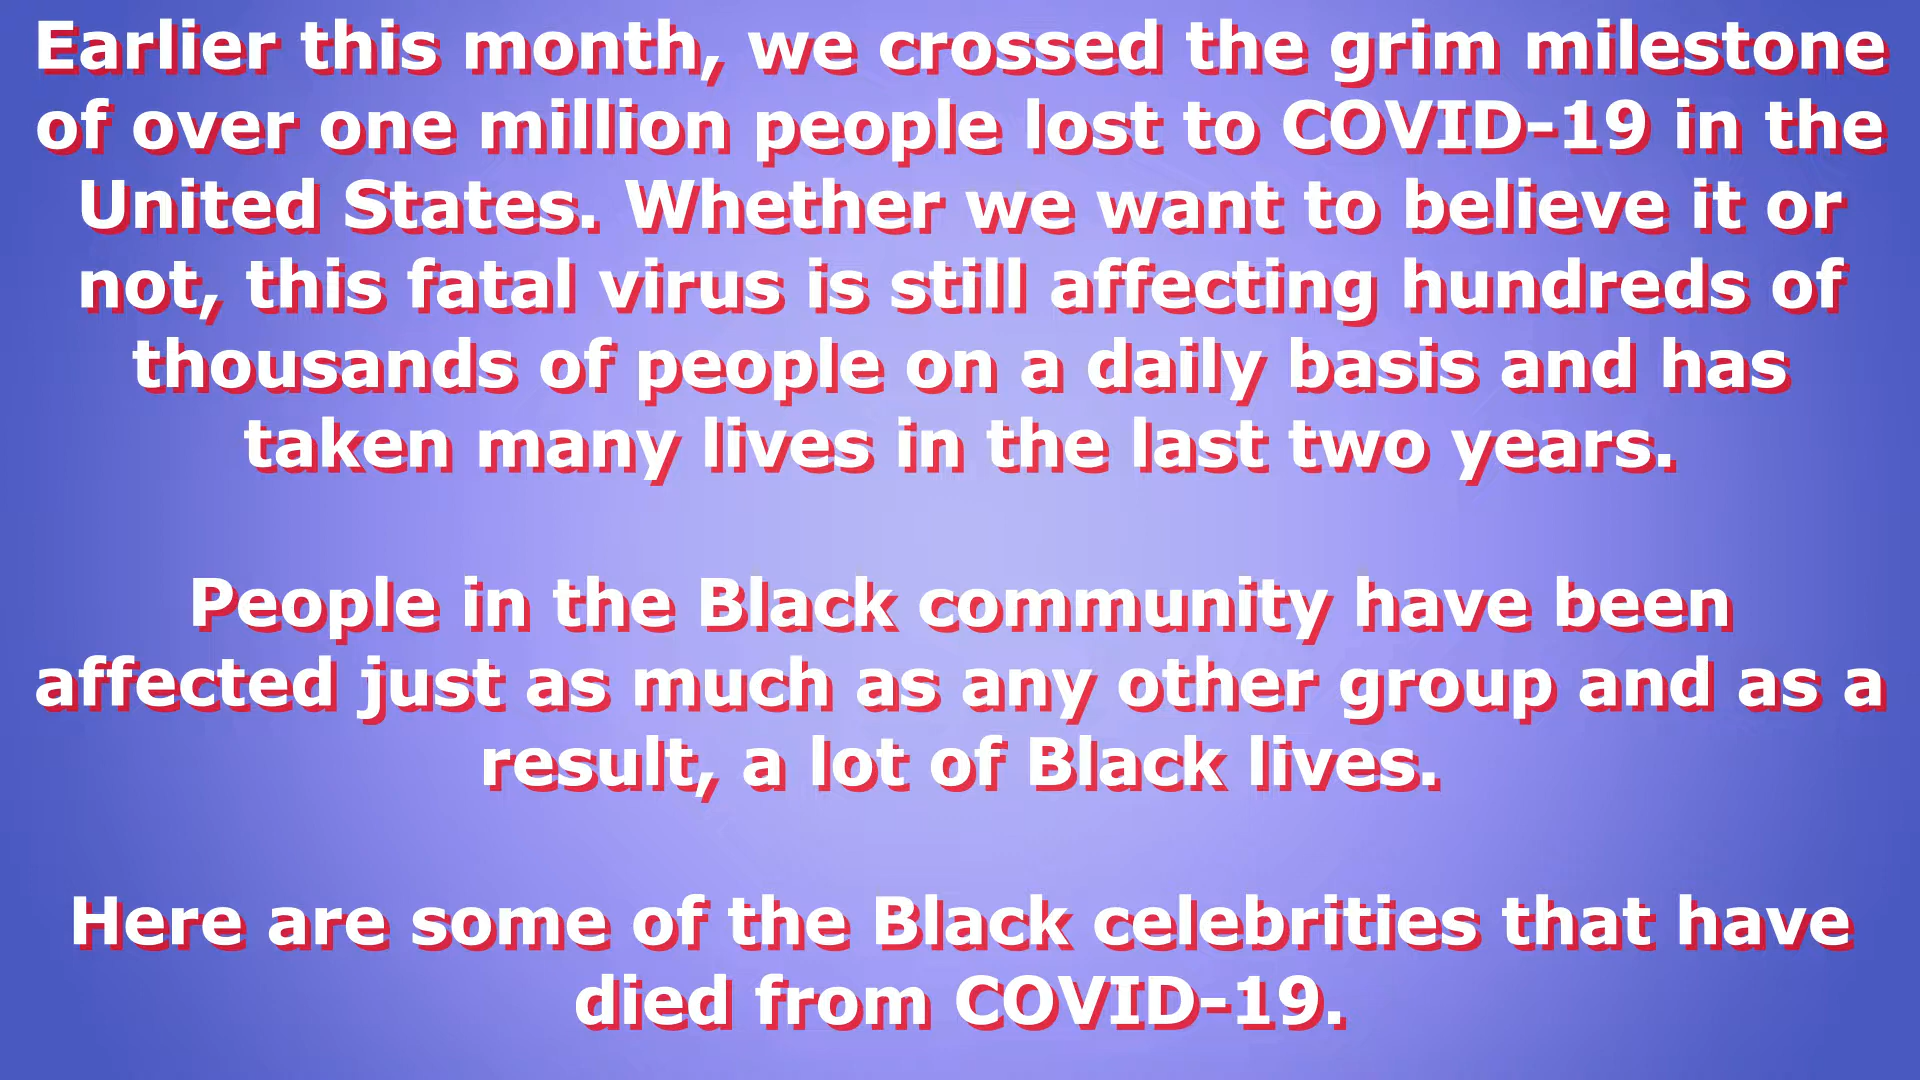 Earlier this month, we crossed the grim milestone
of over one million people lost to COVID-19 in the
United States. Whether we want to believe it or
not, this fatal virus is still affecting hundreds of
thousands of people on a daily basis and has
taken many lives in the last two years.
People in the Black community have been
affected just as much as any other group and as a
result, a lot of Black lives.
Here are some of the Black celebrities that have
died from COVID-19.